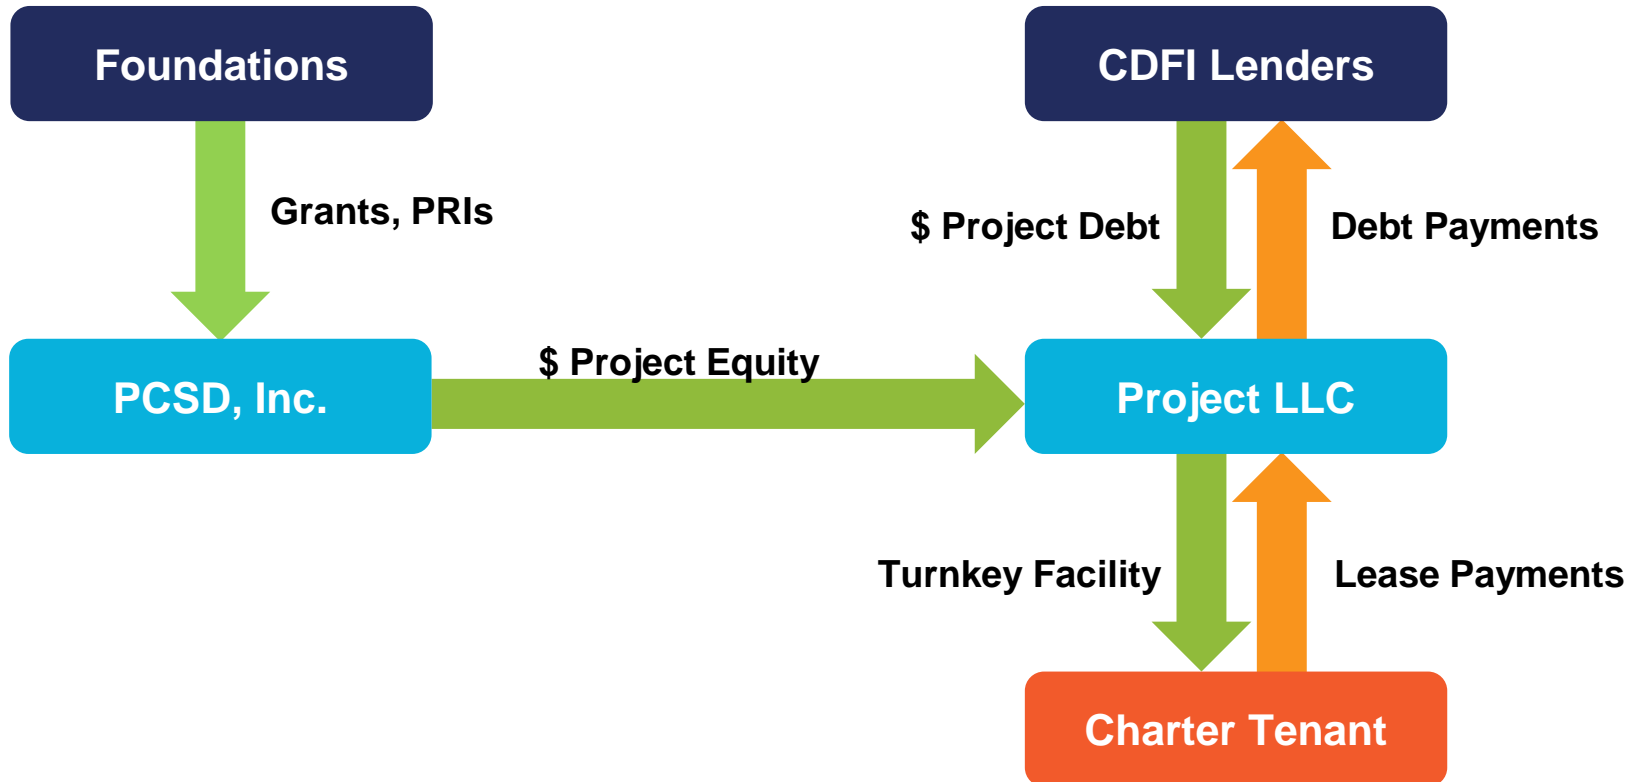 Foundations
CDFI Lenders
Grants, PRIs
$ Project Debt
Debt Payments
PCSD, Inc.
$ Project Equity
Project LLC
Turnkey Facility
Lease Payments
Charter Tenant